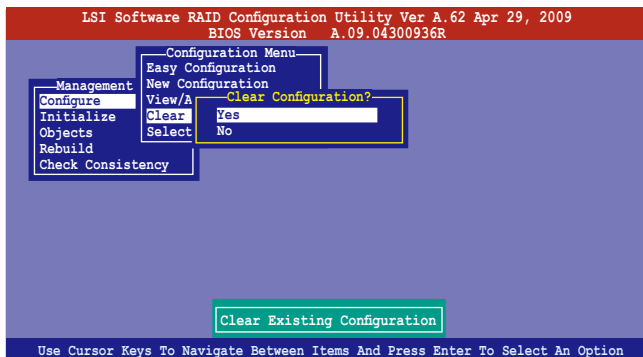 LSI Software RAID Configuration Utility Ver A.62 Apr 29, 2009
BIOS Version A.09.04300936R
Configuration Menu
Easy Configuration
New Configuration
View/A
Clear
Select
Management
Configure
Initialize
Objects
Rebuild
Check Consistency
Clear Configuration?
Yes
No
Clear Existing Configuration
Use Cursor Keys To Navigate Between Items And Press Enter To Select An Option